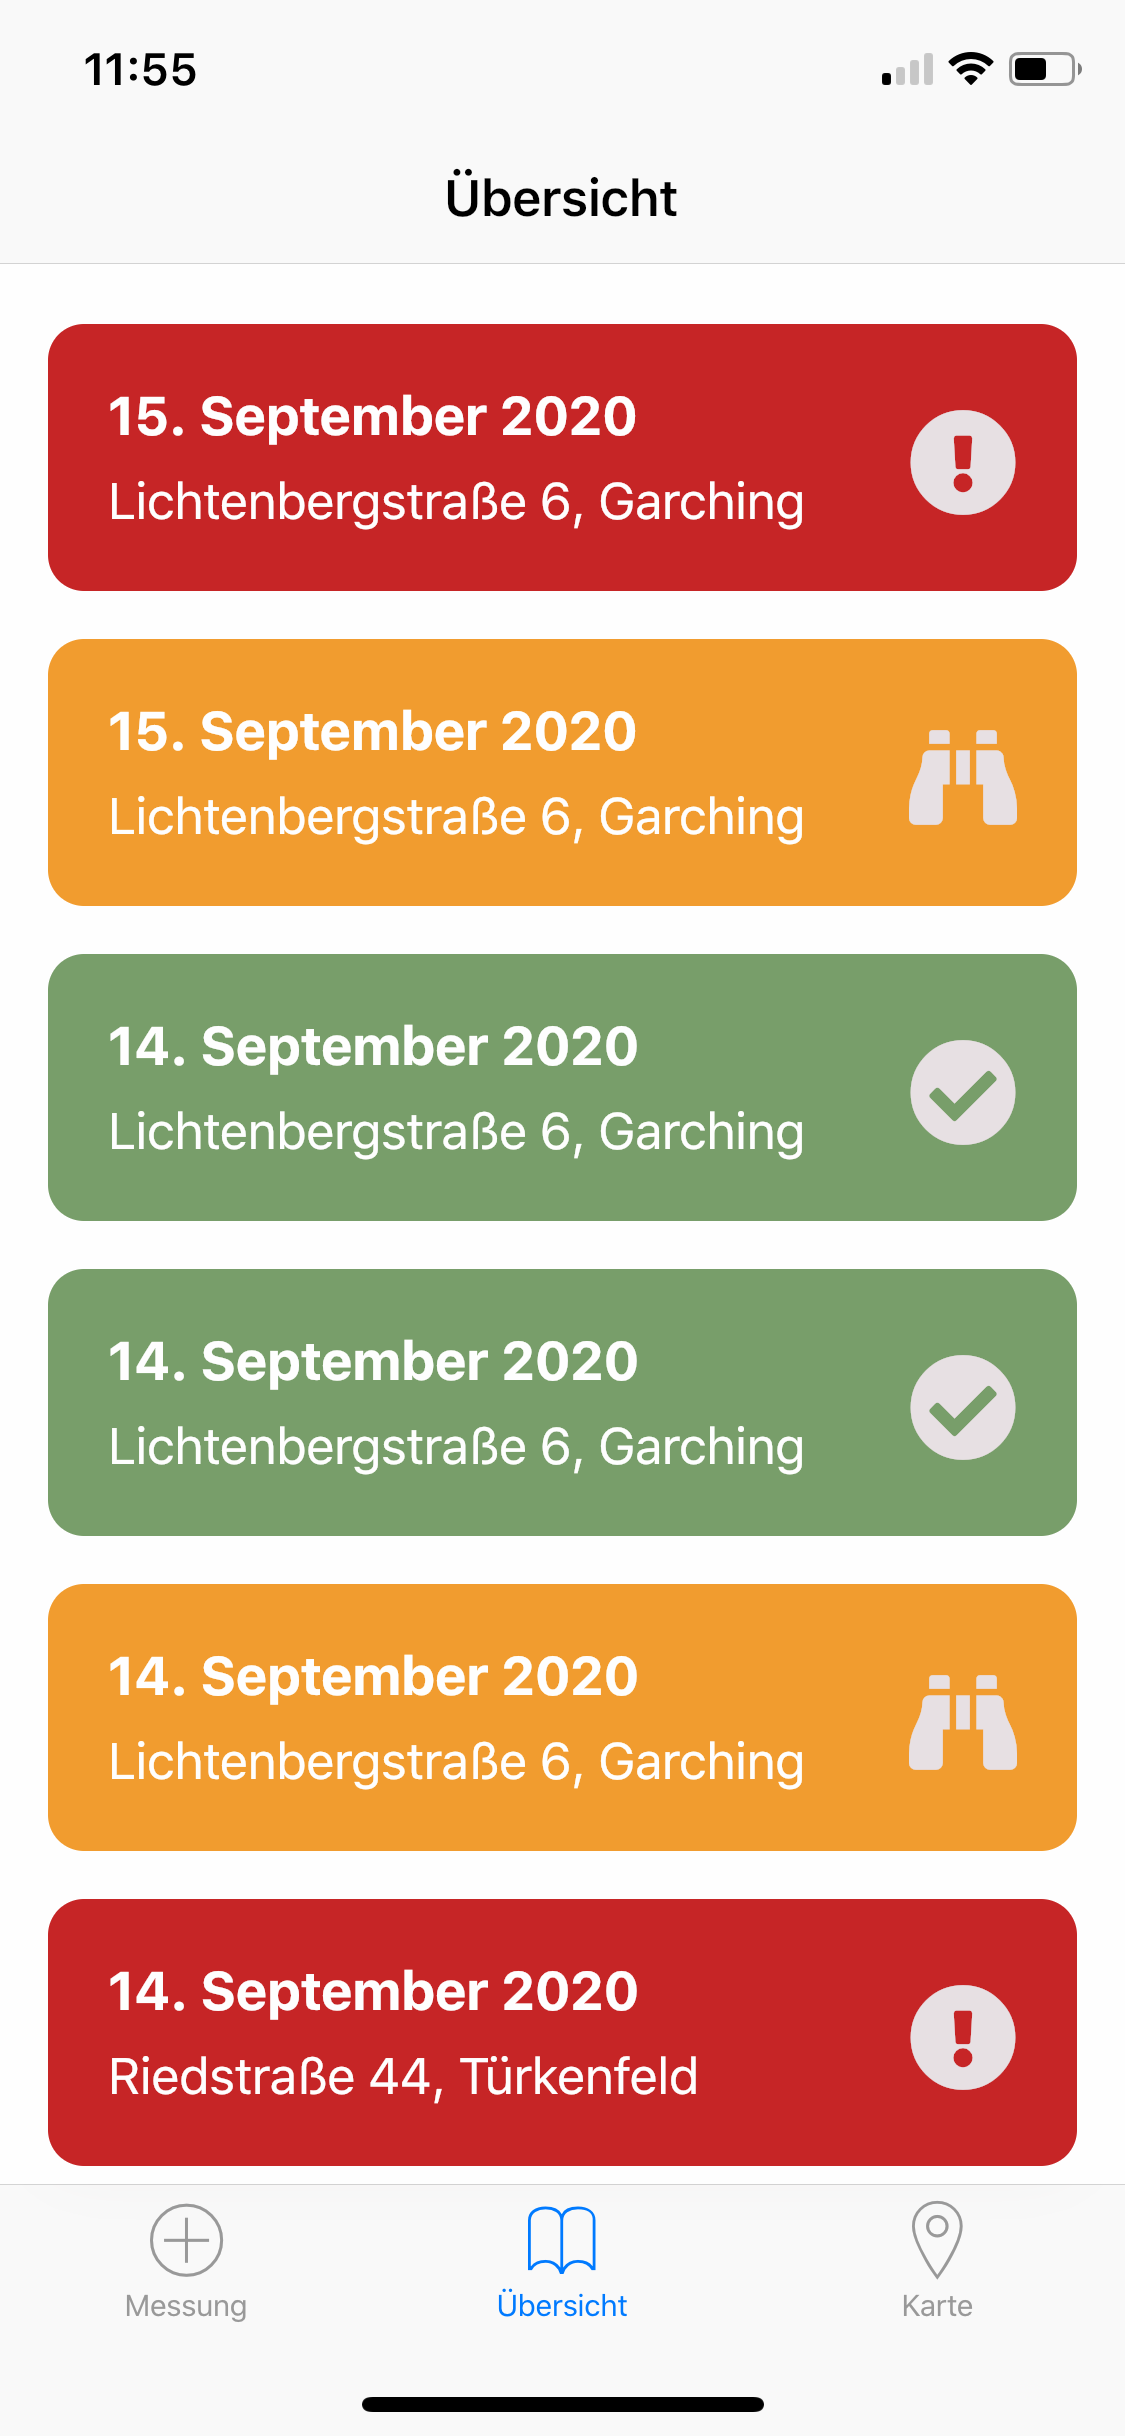 11:55
Übersicht
15. September 2020
Lichtenbergstraße 6, Garching
15. September 2020
Lichtenbergstraße 6, Garching
14. September 2020
Lichtenbergstraße 6, Garching
14. September 2020
Lichtenbergstraße 6, Garching
14. September 2020
Lichtenbergstraße 6, Garching
14. September 2020
Riedstraße 44, Türkenfeld
Messung
Übersicht
Karte